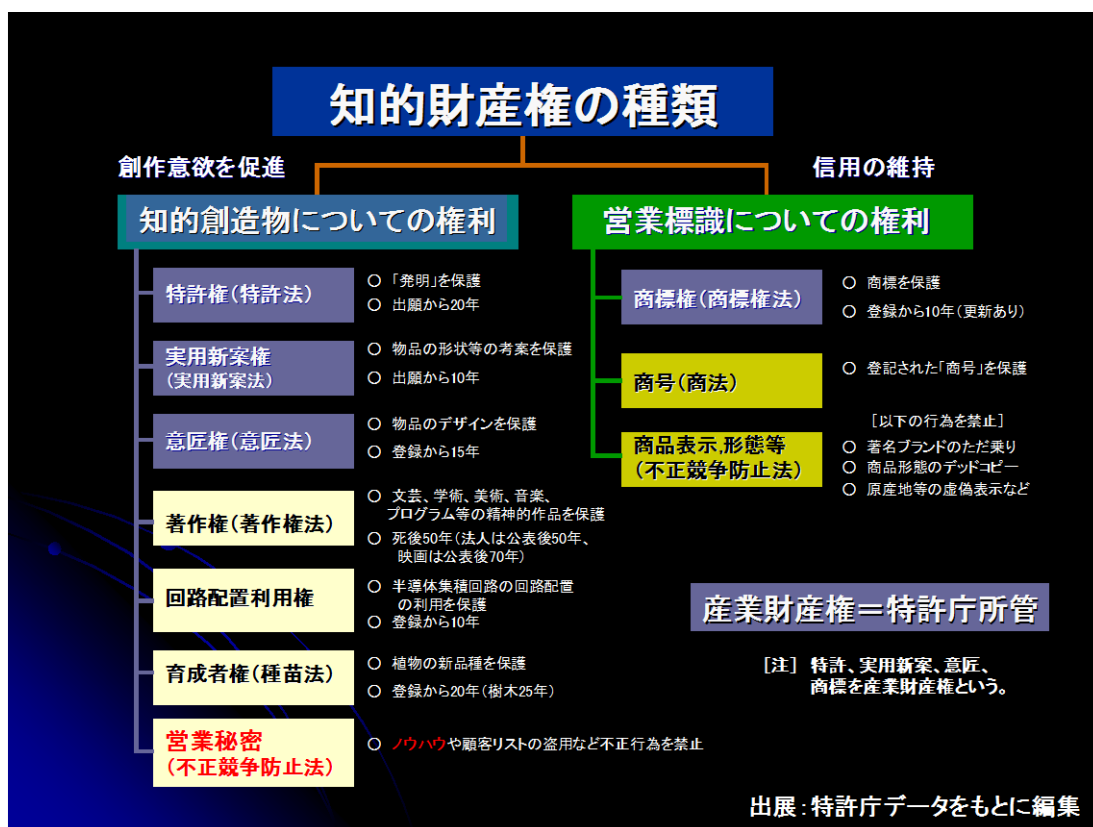 知的財産権の種類
創作意欲を促進
信用の維持
知的創造物についての権利
特許権(特許法)
○ 「発明」を保護
○ 出願から20年
実用新案権
(実用新案法)
○ 物品の形状等の考案を保護
○ 出願から10年
意匠権(意匠法)
○ 物品のデザインを保護
○ 登録から15年
著作権(著作権法)
○ 文芸、学術、美術、音楽、
プログラム等の精神的作品を保護
○ 死後50年(法人は公表後50年、
映画は公表後70年)
回路配置利用権
○ 半導体集積回路の回路配置
の利用を保護
○ 登録から10年
育成者権(種苗法)
○ 植物の新品種を保護
○ 登録から20年(樹木25年)
営業秘密
(不正競争防止法)
○ ノウハウや顧客リストの盗用など不正行為を禁止
営業標識についての権利
商標権(商標権法)
○ 商標を保護
○ 登録から10年(更新あり)
商号(商法)
○ 登記された「商号」を保護
商品表示,形態等
(不正競争防止法)
[以下の行為を禁止]
○ 著名ブランドのただ乗り
○ 商品形態のデッドコピー
○ 原産地等の虚偽表示など
産業財産権=特許庁所管
[注] 特許、実用新案、意匠、
商標を産業財産権という。
出展:特許庁データをもとに編集